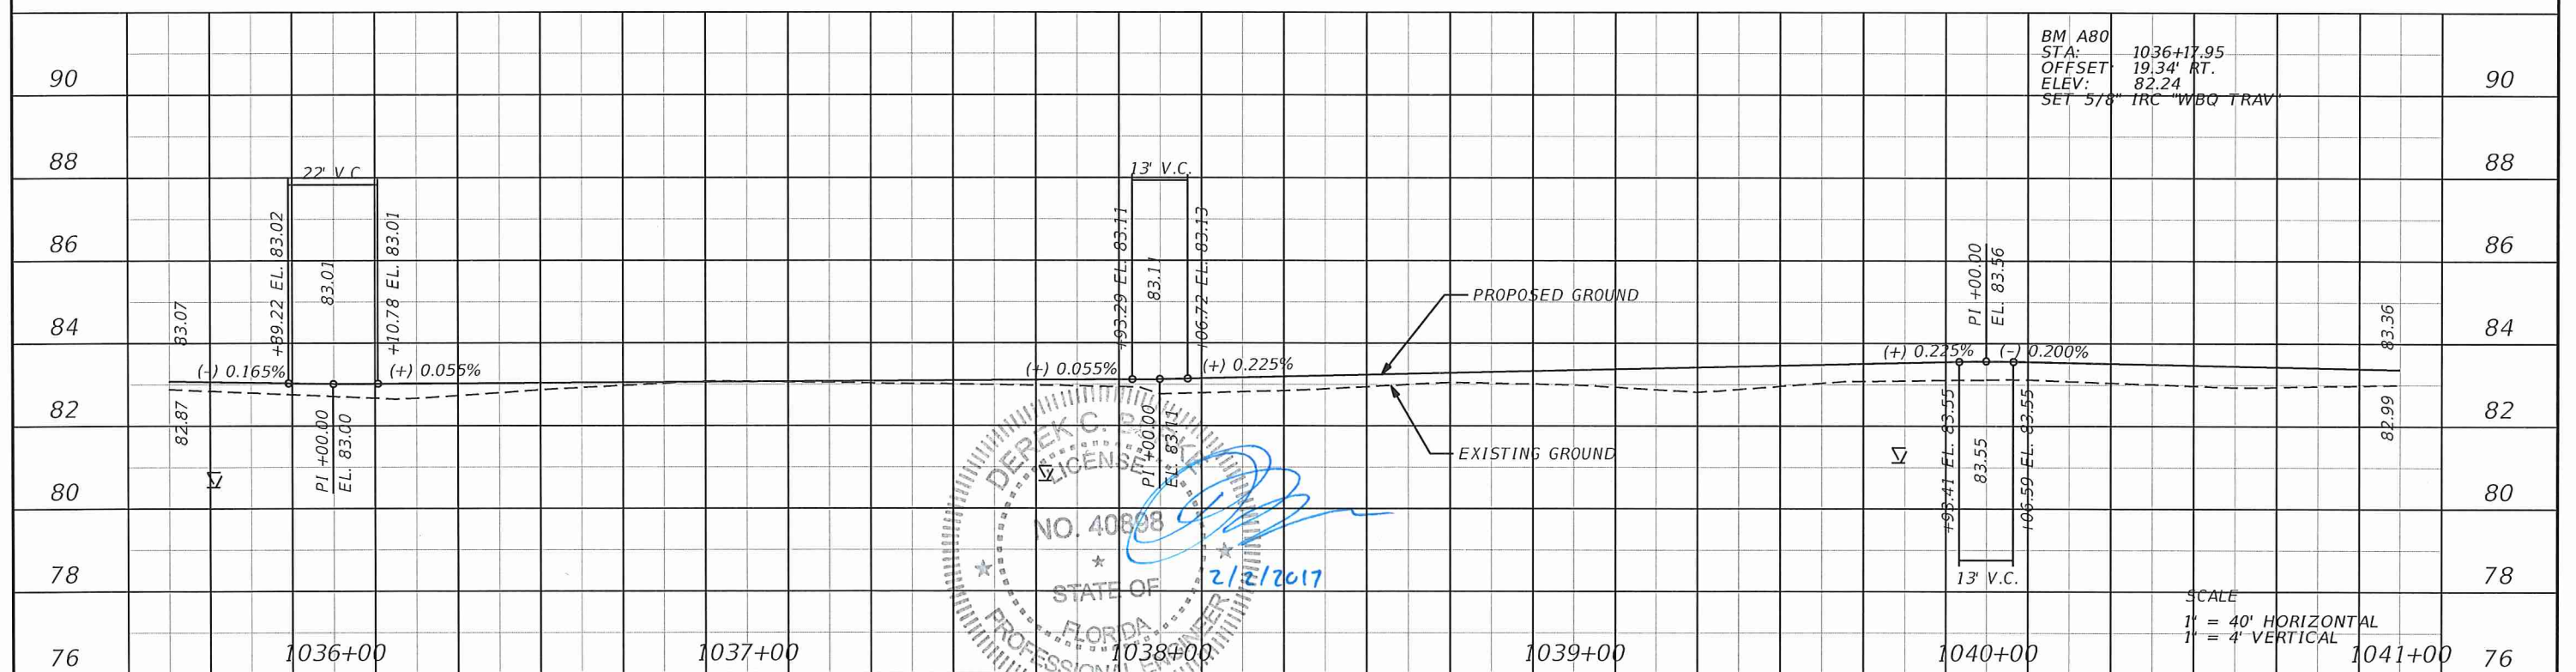 BM A80
STA: 1036+17.95
OFFSET: 19.34' RT.
ELEV: 82.24
SET 5/8" IRC "WBQ TRAV"
90
90
88
88
86
86
84
84
82
82
80
80
78
78
76
76
22' V.C.
+89.22 EL. 83.02
83.01
+10.78 EL. 83.01
83.07
82.87
(-) 0.165%
(+) 0.055%
PI +00.00
EL. 83.00
13' V.C.
+93.29 EL. 83.11
83.11
+06.72 EL. 83.13
(+) 0.055%
(+) 0.225%
PI +00.00
EL. 83.11
PROPOSED GROUND
EXISTING GROUND
PI +00.00
EL. 83.56
(+) 0.225%
(-) 0.200%
+93.41 EL. 83.55
83.55
+06.59 EL. 83.55
13' V.C.
83.36
82.99
DEREK C.
LICENSE
NO. 40898
STATE OF
FLORIDA
PROFESSIONAL ENGINEER
2/2/2017
SCALE
1" = 40' HORIZONTAL
1" = 4' VERTICAL
1036+00
1037+00
1038+00
1039+00
1040+00
1041+00